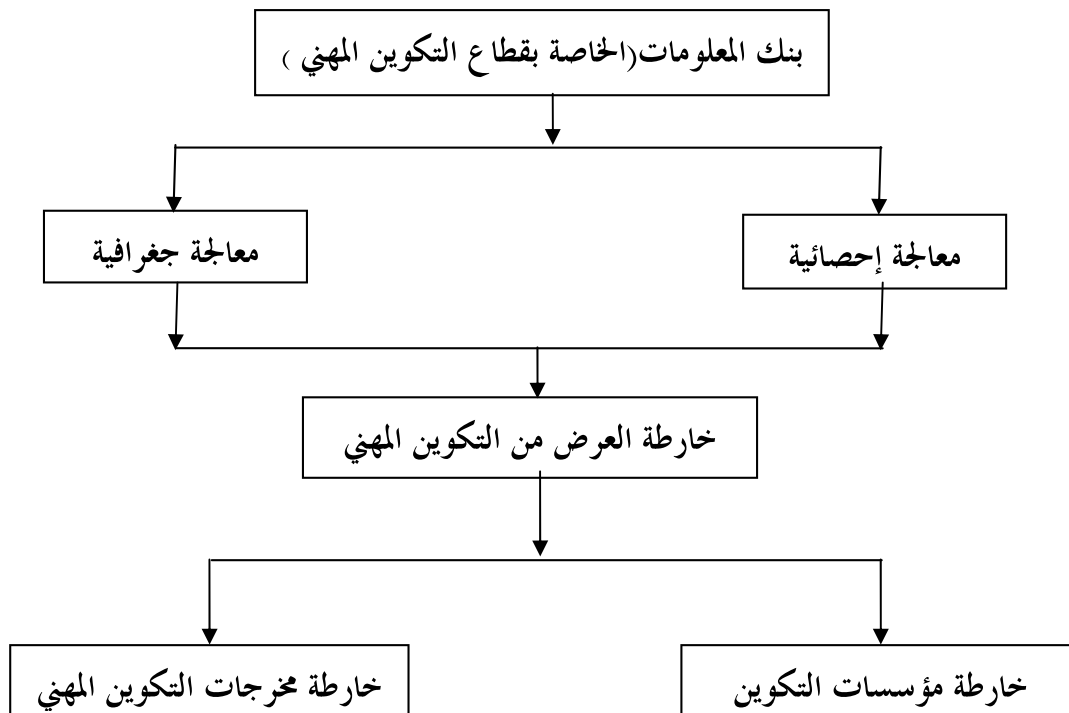 بنك المعلومات(الخاصة بقطاع التكوين المهني )
معالجة إحصائية
معالجة جغرافية
خارطة العرض من التكوين المهني
خارطة مؤسسات التكوين
خارطة مخرجات التكوين المهني